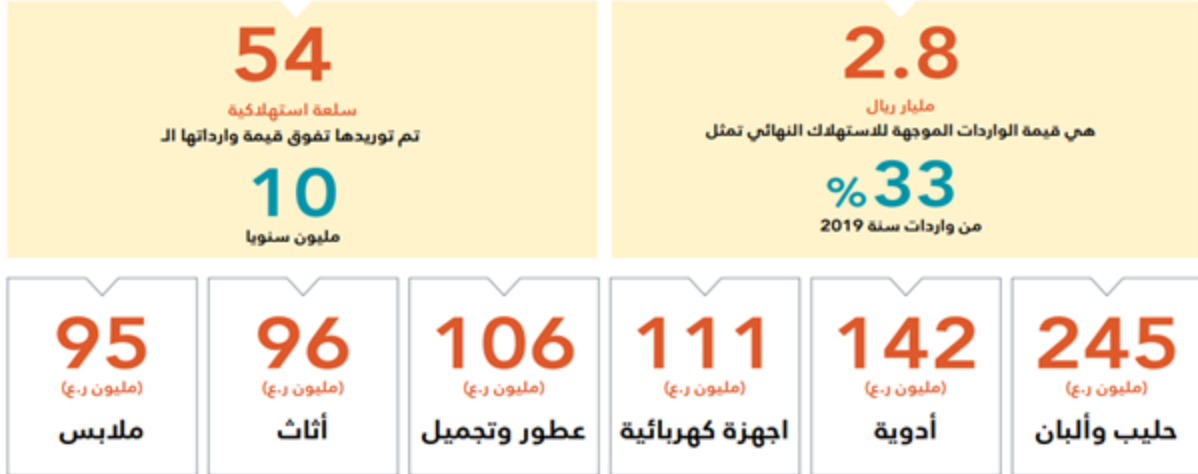 2.8
مليار ريال
هي قيمة الواردات الموجهة للاستهلاك النهائي تمثل
33%
من واردات سنة 2019
54
سلعة استهلاكية
تم توريدها تفوق قيمة وارداتها الـ
10
مليون سنويا
245
(مليون ر.ع)
حليب وألبان
142
(مليون ر.ع)
أدوية
111
(مليون ر.ع)
اجهزة كهربائية
106
(مليون ر.ع)
عطور وتجميل
96
(مليون ر.ع)
أثاث
95
(مليون ر.ع)
ملابس